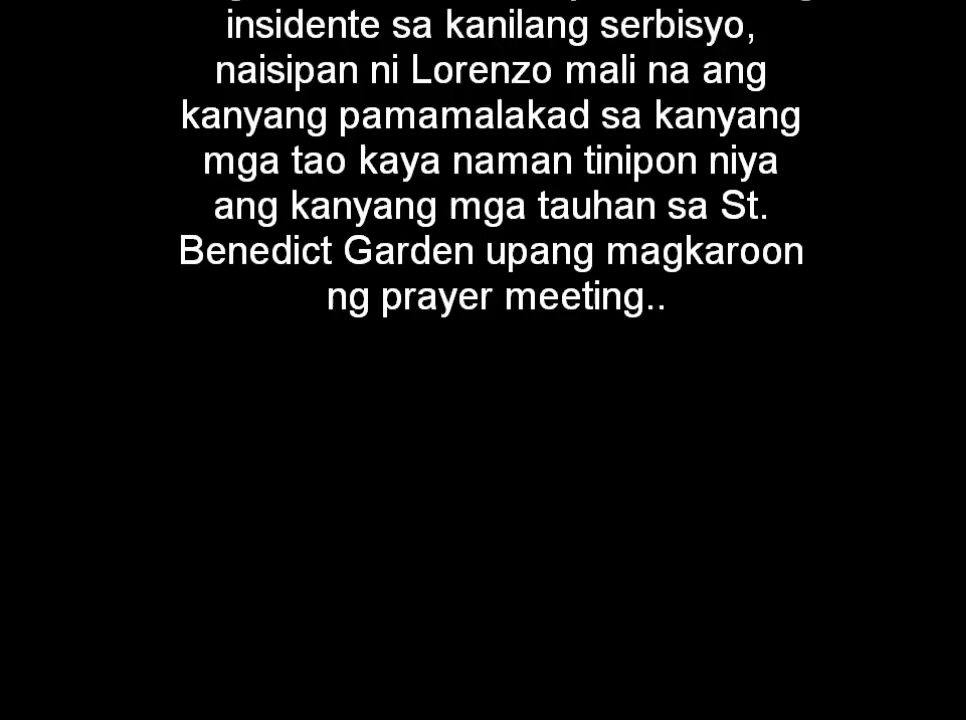 insidente sa kanilang serbisyo,
naisipan ni Lorenzo mali na ang
kanyang pamamalakad sa kanyang
mga tao kaya naman tinipon niya
ang kanyang mga tauhan sa St.
Benedict Garden upang magkaroon
ng prayer meeting..